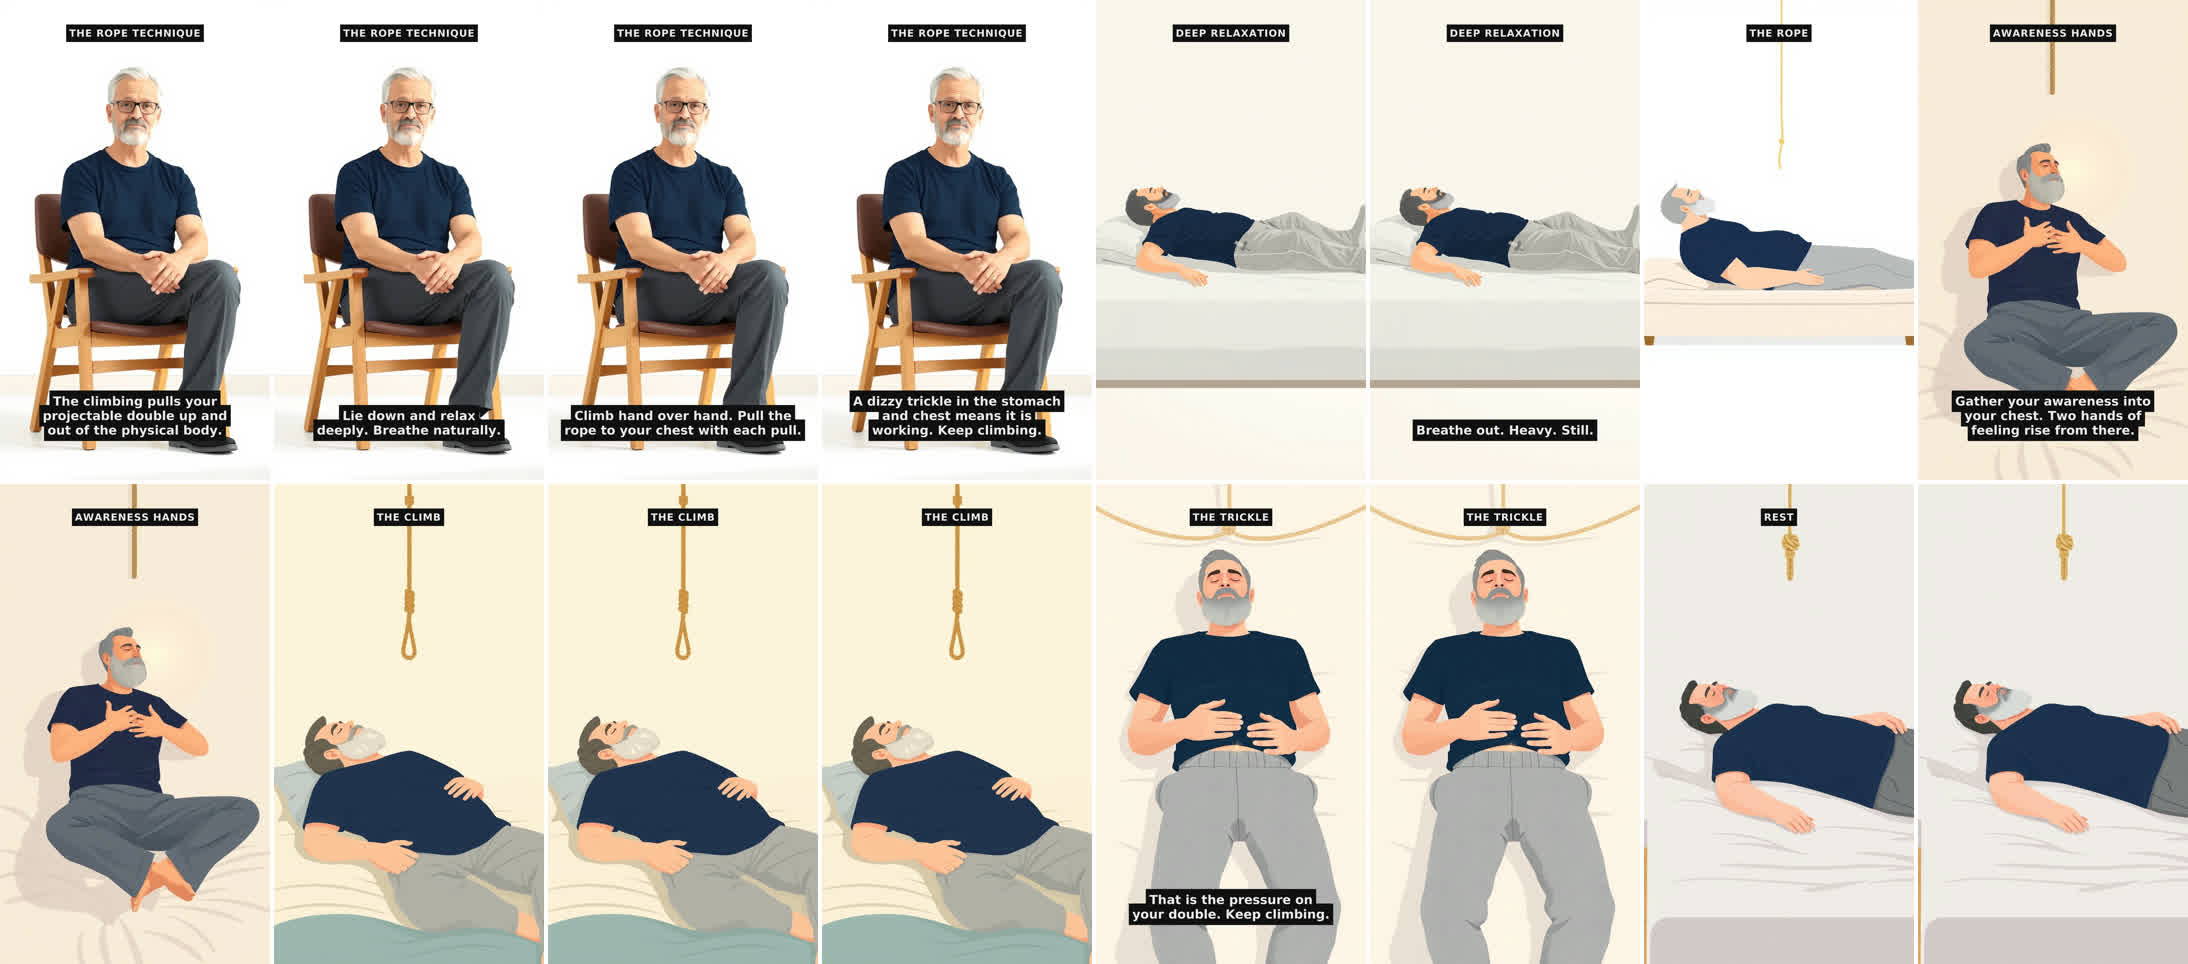 THE ROPE TECHNIQUE
The climbing pulls your
projectable double up and
out of the physical body.
THE ROPE TECHNIQUE
Lie down and relax
deeply. Breathe naturally.
THE ROPE TECHNIQUE
Climb hand over hand. Pull the
rope to your chest with each pull.
THE ROPE TECHNIQUE
A dizzy trickle in the stomach
and chest means it is
working. Keep climbing.
DEEP RELAXATION
DEEP RELAXATION
Breathe out. Heavy. Still.
THE ROPE
AWARENESS HANDS
Gather your awareness into
your chest. Two hands of
feeling rise from there.
AWARENESS HANDS
THE CLIMB
THE CLIMB
THE CLIMB
THE TRICKLE
That is the pressure on
your double. Keep climbing.
THE TRICKLE
REST